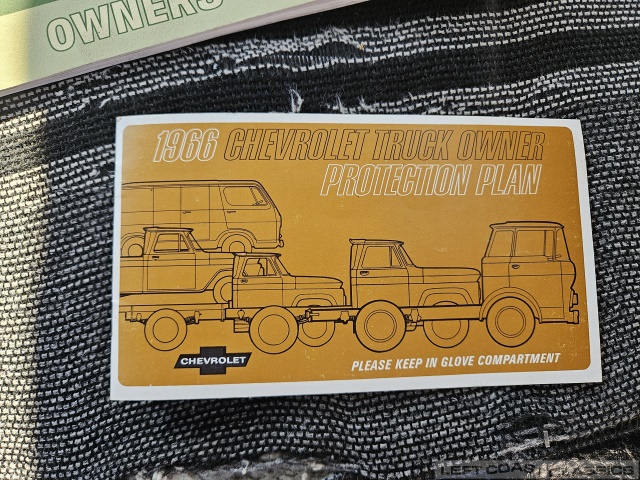 OWNERS
1966 CHEVROLET TRUCK OWNER
PROTECTION PLAN
CHEVROLET
PLEASE KEEP IN GLOVE COMPARTMENT
LEFT COAST CLASSICS